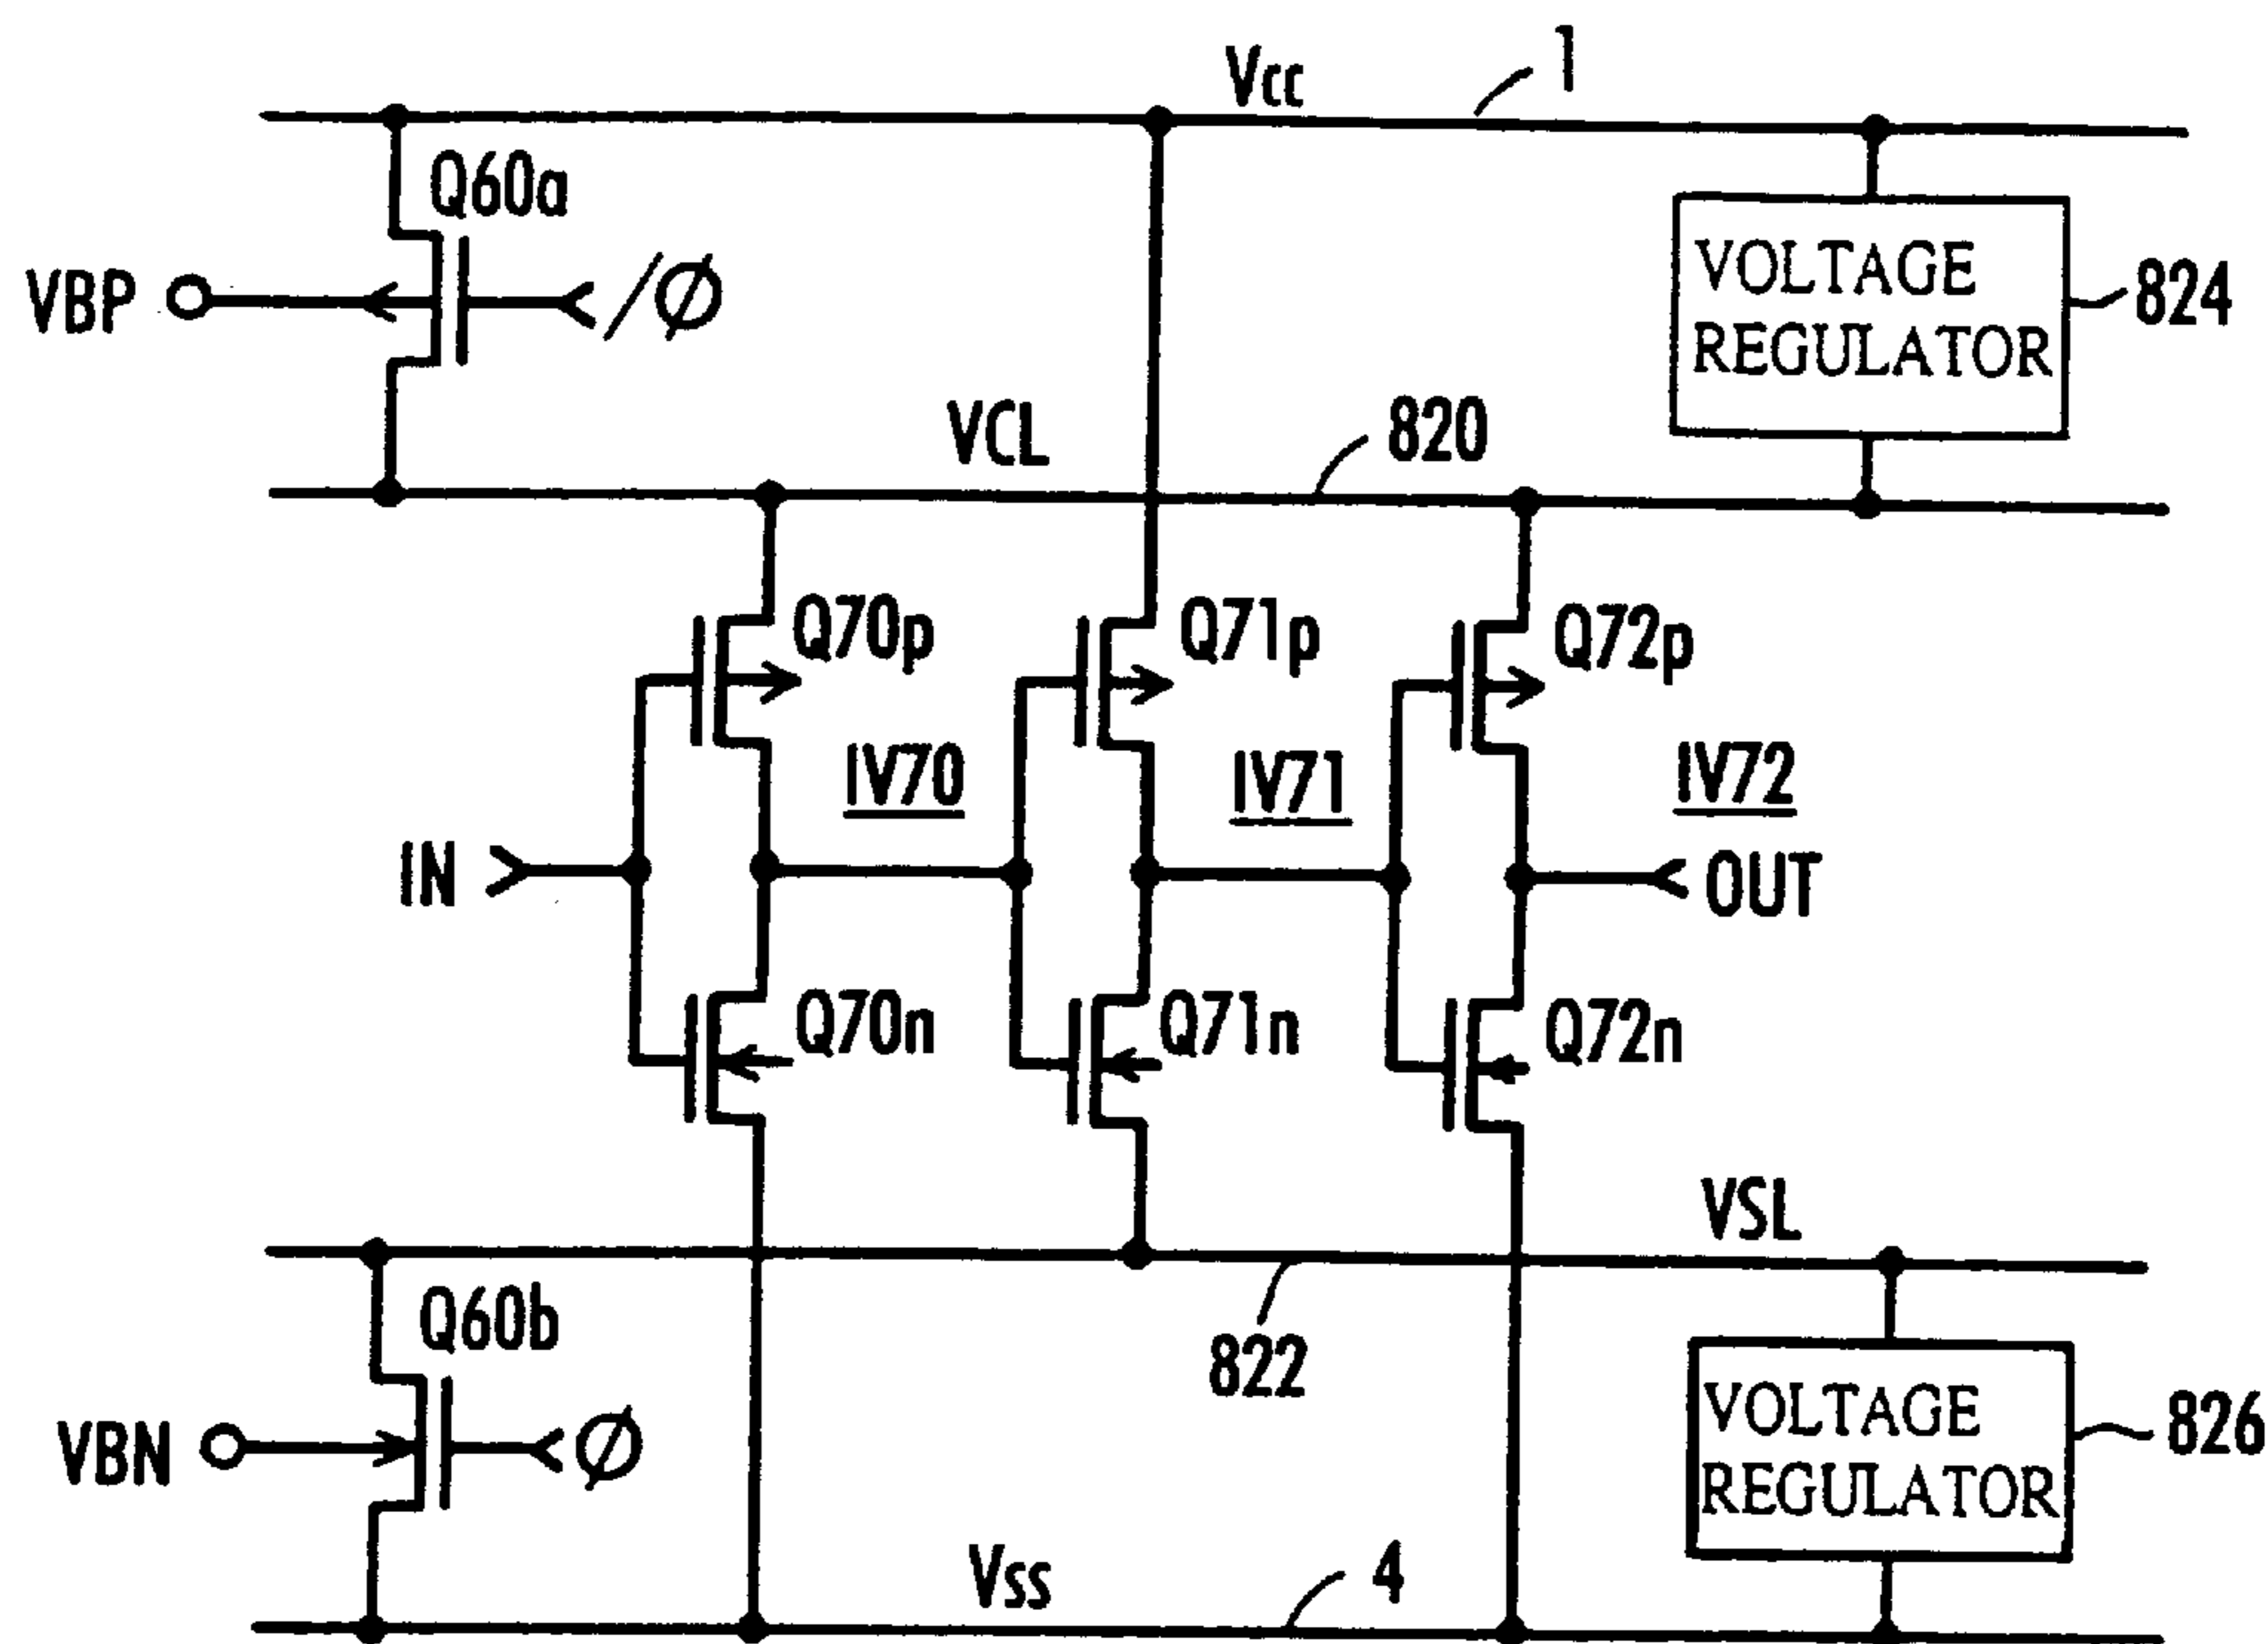 Vcc
1
Q60a
VBP
/Ø
VOLTAGE
REGULATOR
824
VCL
820
Q70p
Q71p
Q72p
IV70
IV71
IV72
IN
OUT
Q70n
Q71n
Q72n
VSL
Q60b
822
VBN
Ø
VOLTAGE
REGULATOR
826
Vss
4